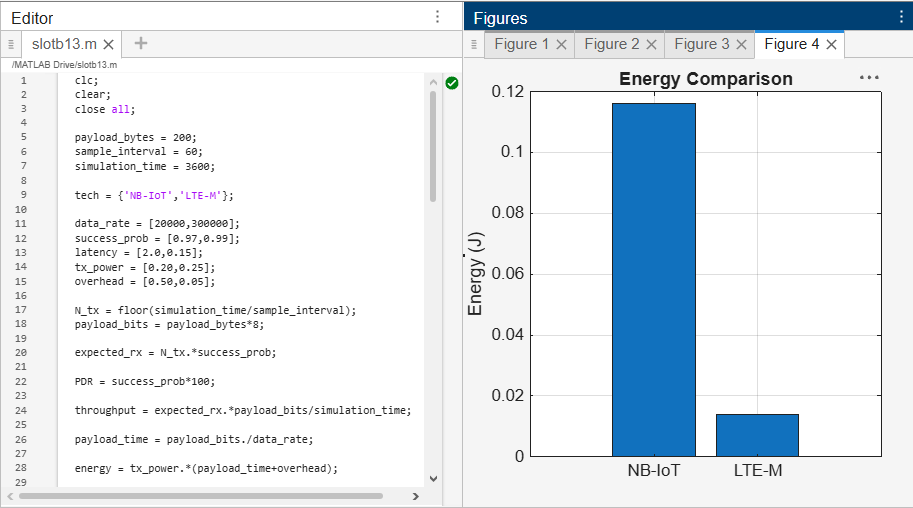 Editor
slotb13.m
/MATLAB Drive/slotb13.m
1 clc;
2 clear;
3 close all;
4
5 payload_bytes = 200;
6 sample_interval = 60;
7 simulation_time = 3600;
8
9 tech = {'NB-IoT','LTE-M'};
10
11 data_rate = [20000,300000];
12 success_prob = [0.97,0.99];
13 latency = [2.0,0.15];
14 tx_power = [0.20,0.25];
15 overhead = [0.50,0.05];
16
17 N_tx = floor(simulation_time/sample_interval);
18 payload_bits = payload_bytes*8;
19
20 expected_rx = N_tx.*success_prob;
21
22 PDR = success_prob*100;
23
24 throughput = expected_rx.*payload_bits/simulation_time;
25
26 payload_time = payload_bits./data_rate;
27
28 energy = tx_power.*(payload_time+overhead);
29
Figures
Figure 1 Figure 2 Figure 3 Figure 4
Energy Comparison
0.12
0.1
0.08
0.06
0.04
0.02
0
Energy (J)
NB-IoT LTE-M